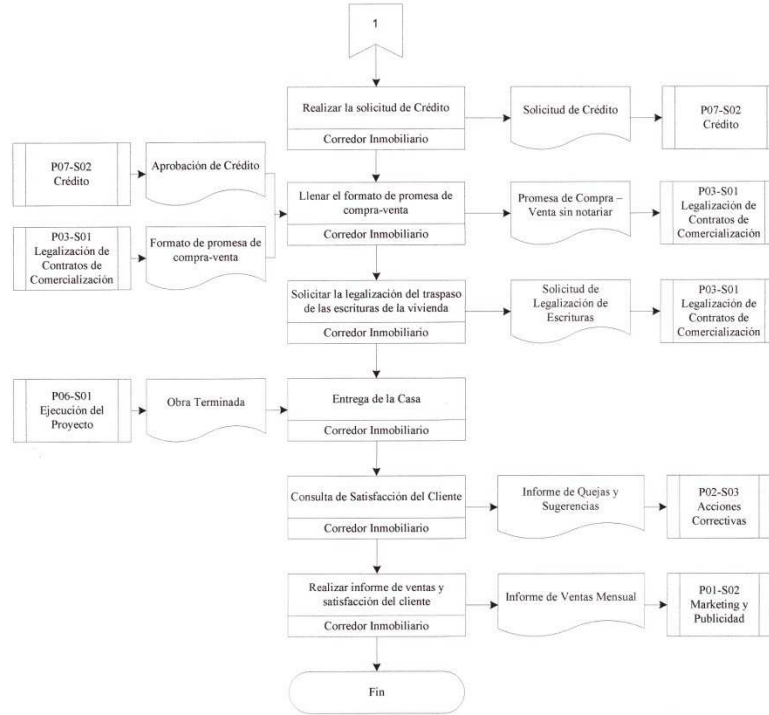 1
Realizar la solicitud de Crédito
Corredor Inmobiliario
Solicitud de Crédito
P07-S02
Crédito
P07-S02
Crédito
Aprobación de Crédito
P03-S01
Legalización de
Contratos de
Comercialización
Formato de promesa de
compra-venta
Llenar el formato de promesa de
compra-venta
Corredor Inmobiliario
Promesa de Compra –
Venta sin notariar
P03-S01
Legalización de
Contratos de
Comercialización
Solicitar la legalización del traspaso
de las escrituras de la vivienda
Corredor Inmobiliario
Solicitud de
Legalización de
Escrituras
P03-S01
Legalización de
Contratos de
Comercialización
P06-S01
Ejecución del
Proyecto
Obra Terminada
Entrega de la Casa
Corredor Inmobiliario
Consulta de Satisfacción del Cliente
Corredor Inmobiliario
Informe de Quejas y
Sugerencias
P02-S03
Acciones
Correctivas
Realizar informe de ventas y
satisfacción del cliente
Corredor Inmobiliario
Informe de Ventas Mensual
P01-S02
Marketing y
Publicidad
Fin